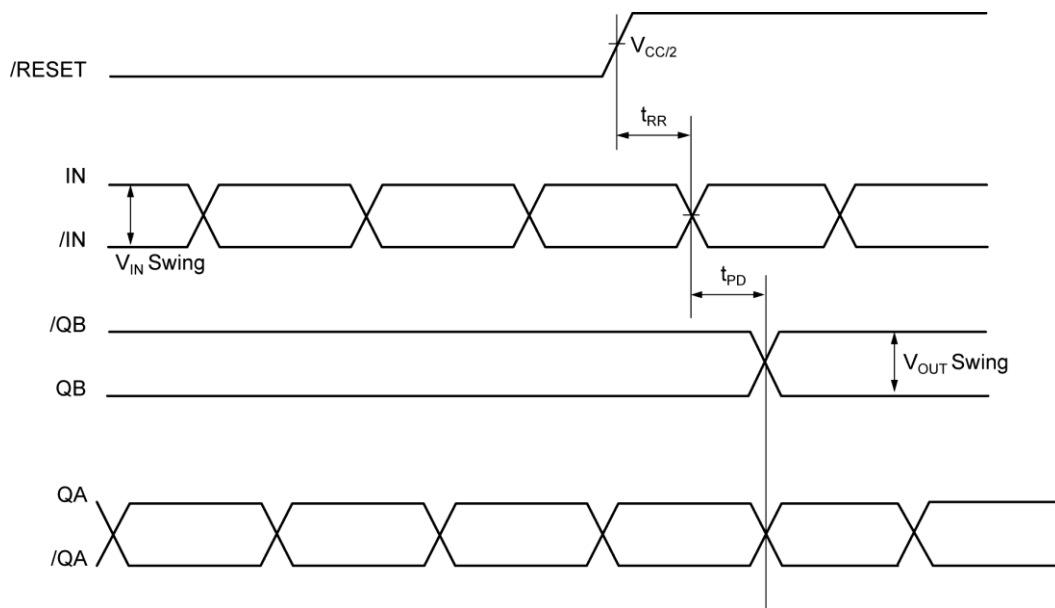 /RESET
VCC/2
tRR
IN
/IN
VIN Swing
tPD
/QB
QB
VOUT Swing
QA
/QA